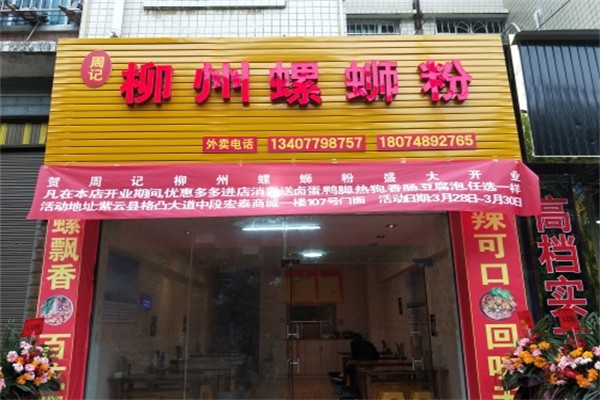 周记
柳州螺蛳粉
外卖电话 13407798757 18074892765
贺周记柳州螺蛳粉盛大开业
凡在本店开业期间,优惠多多进店消费送卤蛋,鸭脚,热狗,香肠,豆腐泡,任选一样
活动地址:紫云县格凸大道中段宏泰商城一楼107号门面 活动日期:3月28日-3月30日
螺飘香
百
辣可口
回味
高档实